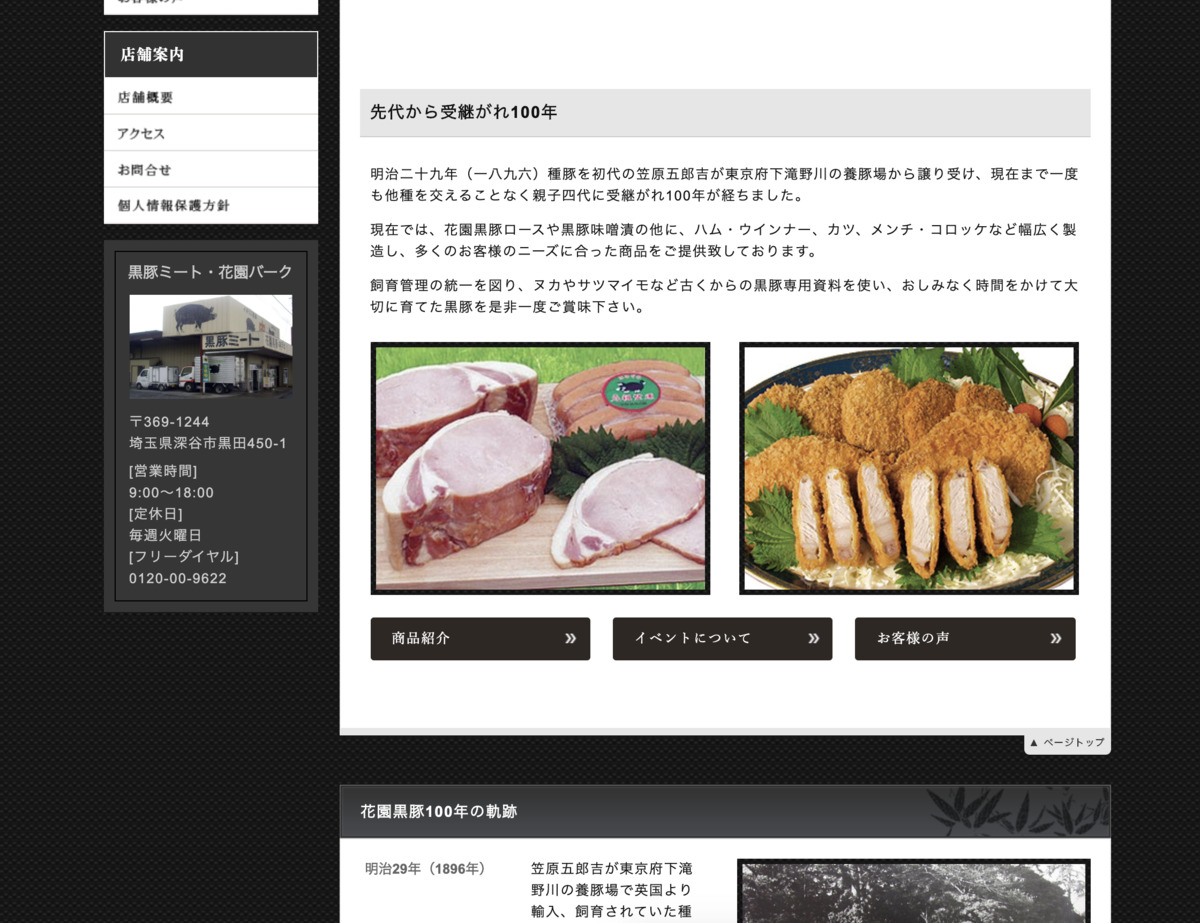 お客様の声
店舗案内
店舗概要
アクセス
お問合せ
個人情報保護方針
黒豚ミート・花園パーク
黒豚ミート
〒369-1244
埼玉県深谷市黒田450-1
[営業時間]
9:00〜18:00
[定休日]
毎週火曜日
[フリーダイヤル]
0120-00-9622
先代から受継がれ100年
明治二十九年（一八九六）種豚を初代の笠原五郎吉が東京府下滝野川の養豚場から譲り受け、現在まで一度
も他種を交えることなく親子四代に受継がれ100年が経ちました。
現在では、花園黒豚ロースや黒豚味噌漬の他に、ハム・ウインナー、カツ、メンチ・コロッケなど幅広く製
造し、多くのお客様のニーズに合った商品をご提供致しております。
飼育管理の統一を図り、ヌカやサツマイモなど古くからの黒豚専用資料を使い、おしみなく時間をかけて大
切に育てた黒豚を是非一度ご賞味下さい。
商品紹介
イベントについて
お客様の声
▲ ページトップ
花園黒豚100年の軌跡
明治29年（1896年）
笠原五郎吉が東京府下滝
野川の養豚場で英国より
輸入、飼育されていた種